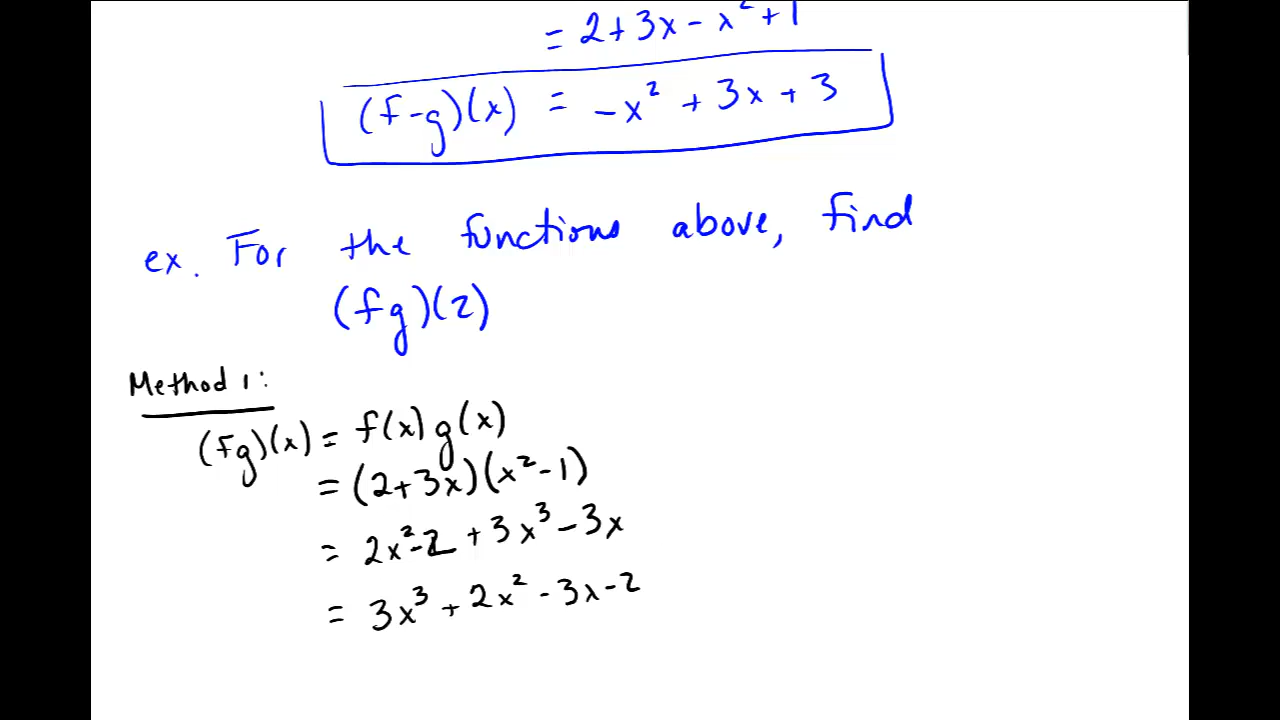 = 2 + 3x - x² + 1
(f-g)(x) = -x² + 3x + 3
ex. For the functions above, find
(fg)(2)
Method 1:
(fg)(x) = f(x) g(x)
= (2+3x)(x²-1)
= 2x²-2 + 3x³ - 3x
= 3x³ + 2x² - 3x - 2